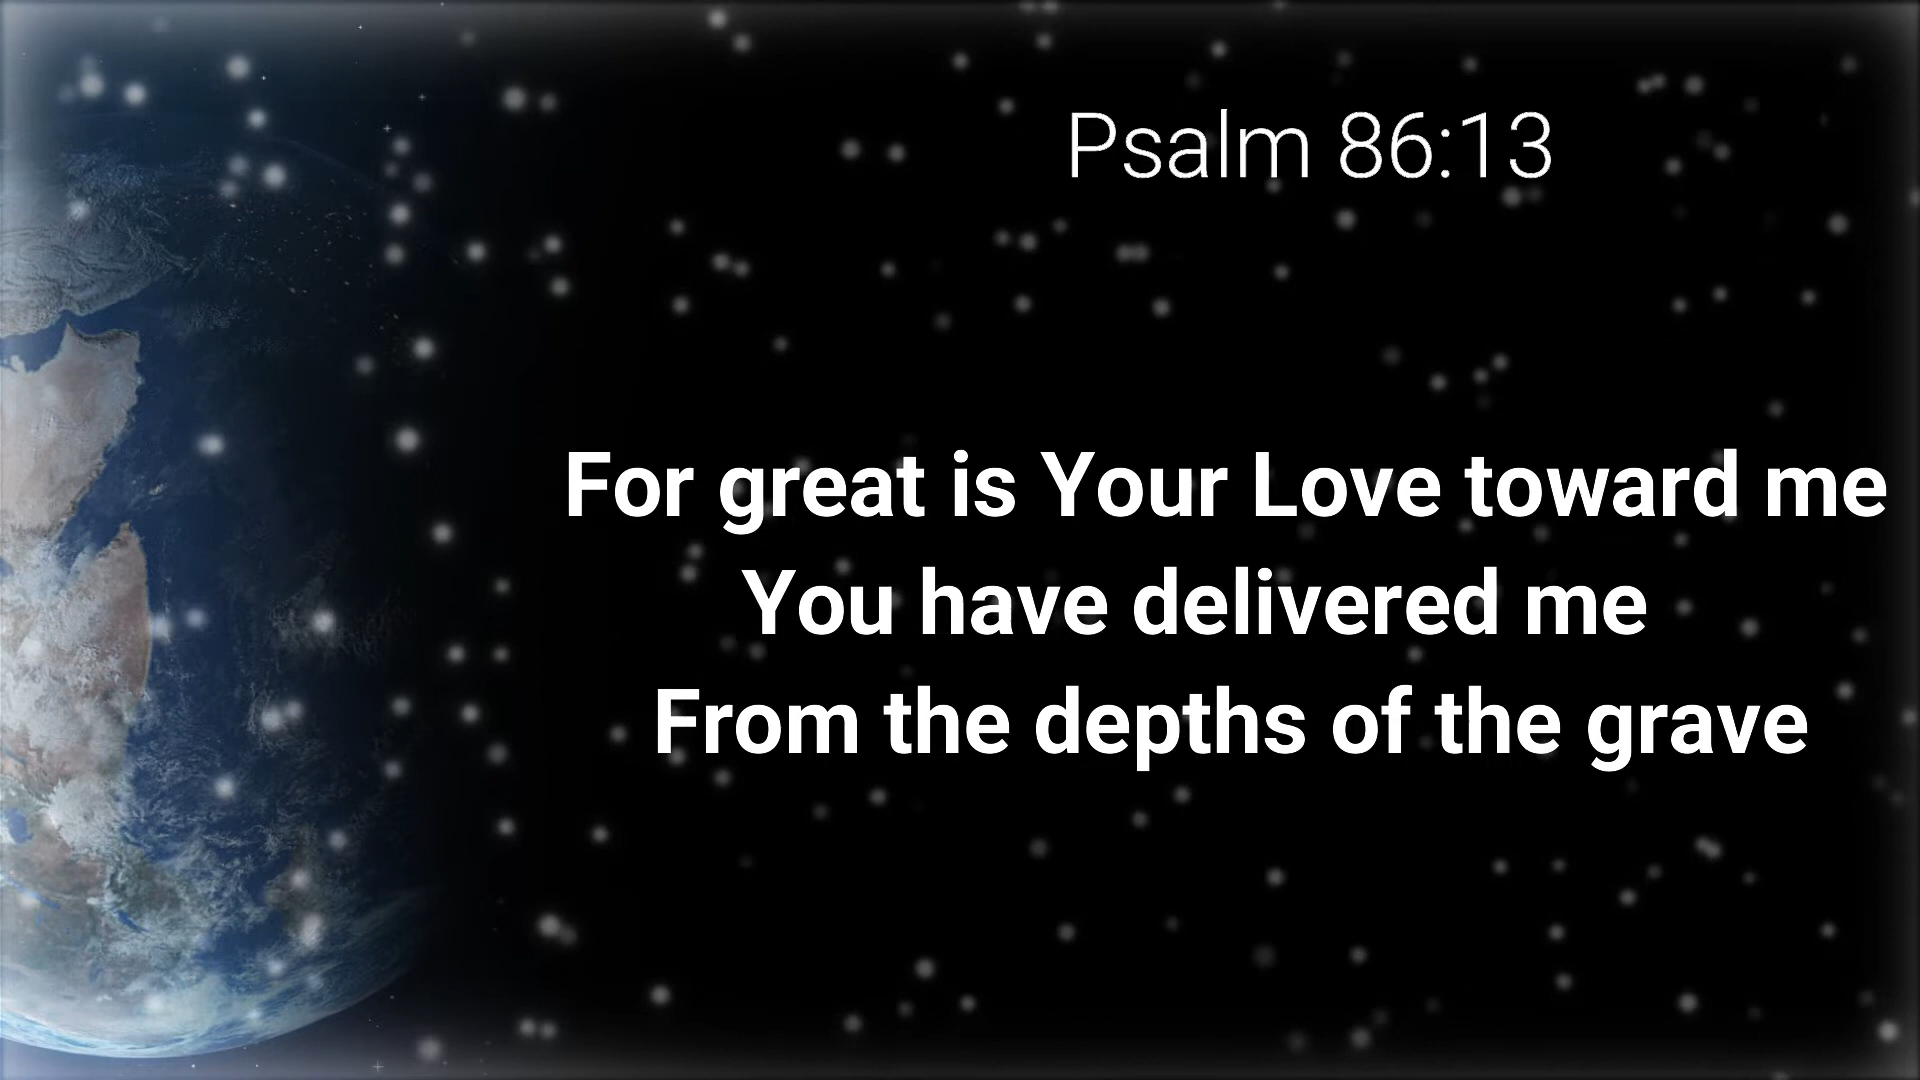 Psalm 86:13
For great is Your Love toward me
You have delivered me
From the depths of the grave